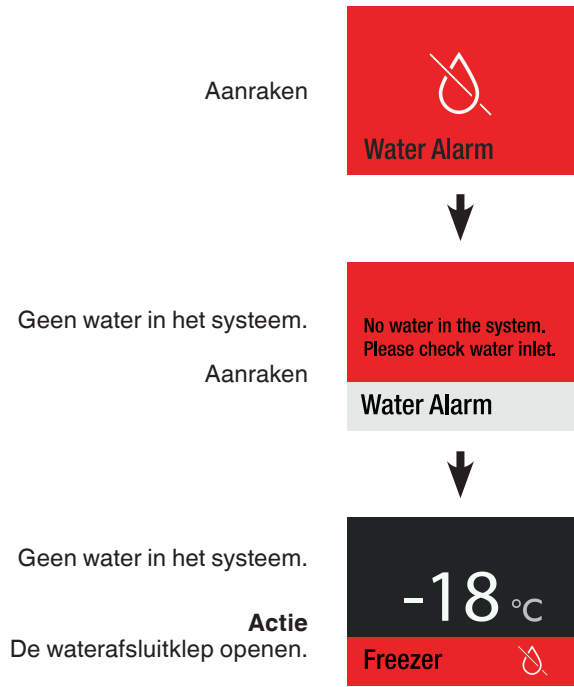 Aanraken
Water Alarm
Geen water in het systeem.
No water in the system.
Please check water inlet.
Aanraken
Water Alarm
Geen water in het systeem.
-18 °C
Actie
De waterafsluitklep openen.
Freezer